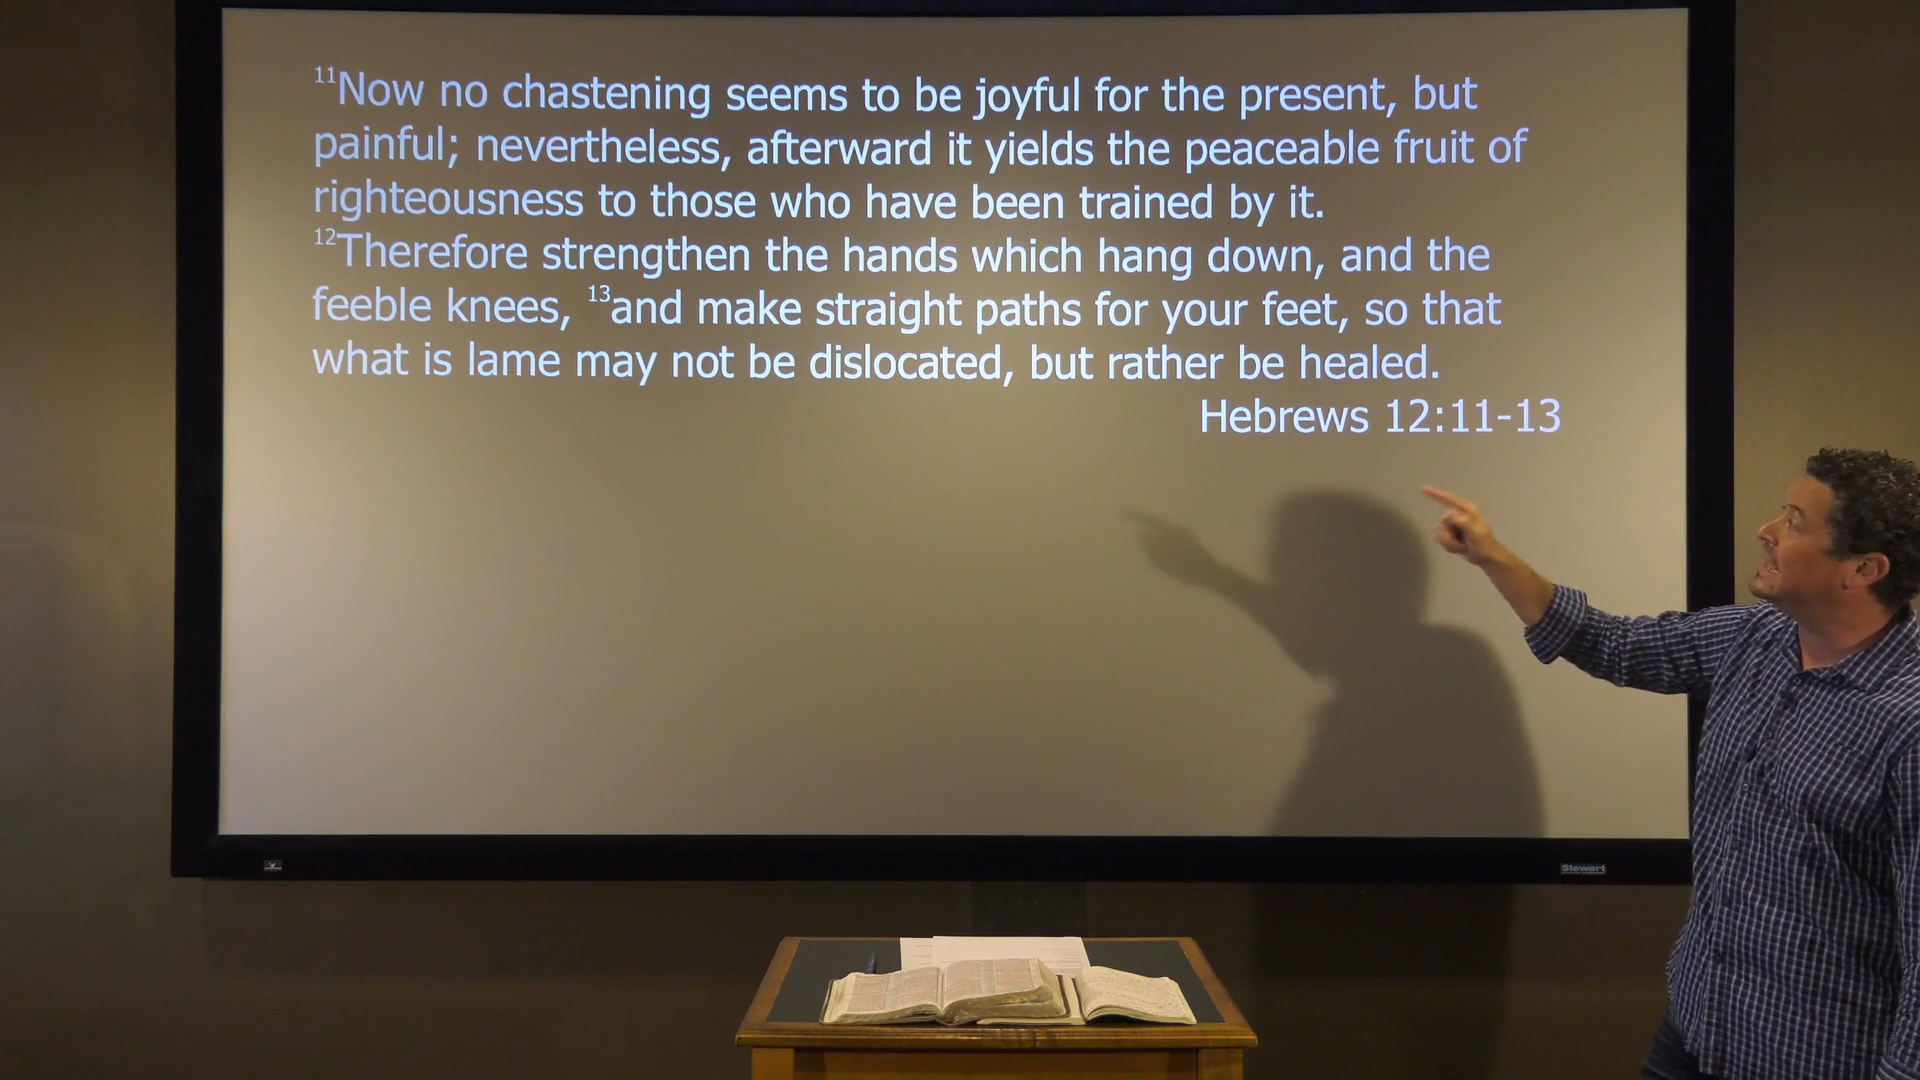 ¹¹Now no chastening seems to be joyful for the present, but
painful; nevertheless, afterward it yields the peaceable fruit of
righteousness to those who have been trained by it.
¹²Therefore strengthen the hands which hang down, and the
feeble knees, ¹³and make straight paths for your feet, so that
what is lame may not be dislocated, but rather be healed.
Hebrews 12:11-13
Stewart